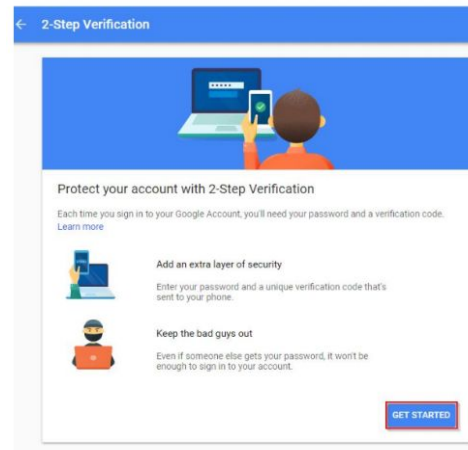 2-Step Verification
Protect your account with 2-Step Verification
Each time you sign in to your Google Account, you'll need your password and a verification code.
Learn more
Add an extra layer of security
Enter your password and a unique verification code that's
sent to your phone.
Keep the bad guys out
Even if someone else gets your password, it won't be
enough to sign in to your account.
GET STARTED